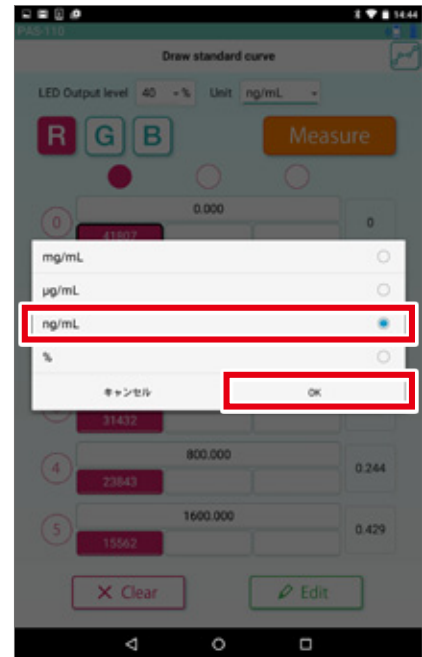 14:44
PAS-110
Draw standard curve
LED Output level 40 % Unit ng/mL
R G B Measure
0.000
0 0
41807
mg/mL
µg/mL
ng/mL
%
キャンセル OK
31432
800.000
4 0.244
23843
1600.000
5 0.429
15562
× Clear Edit